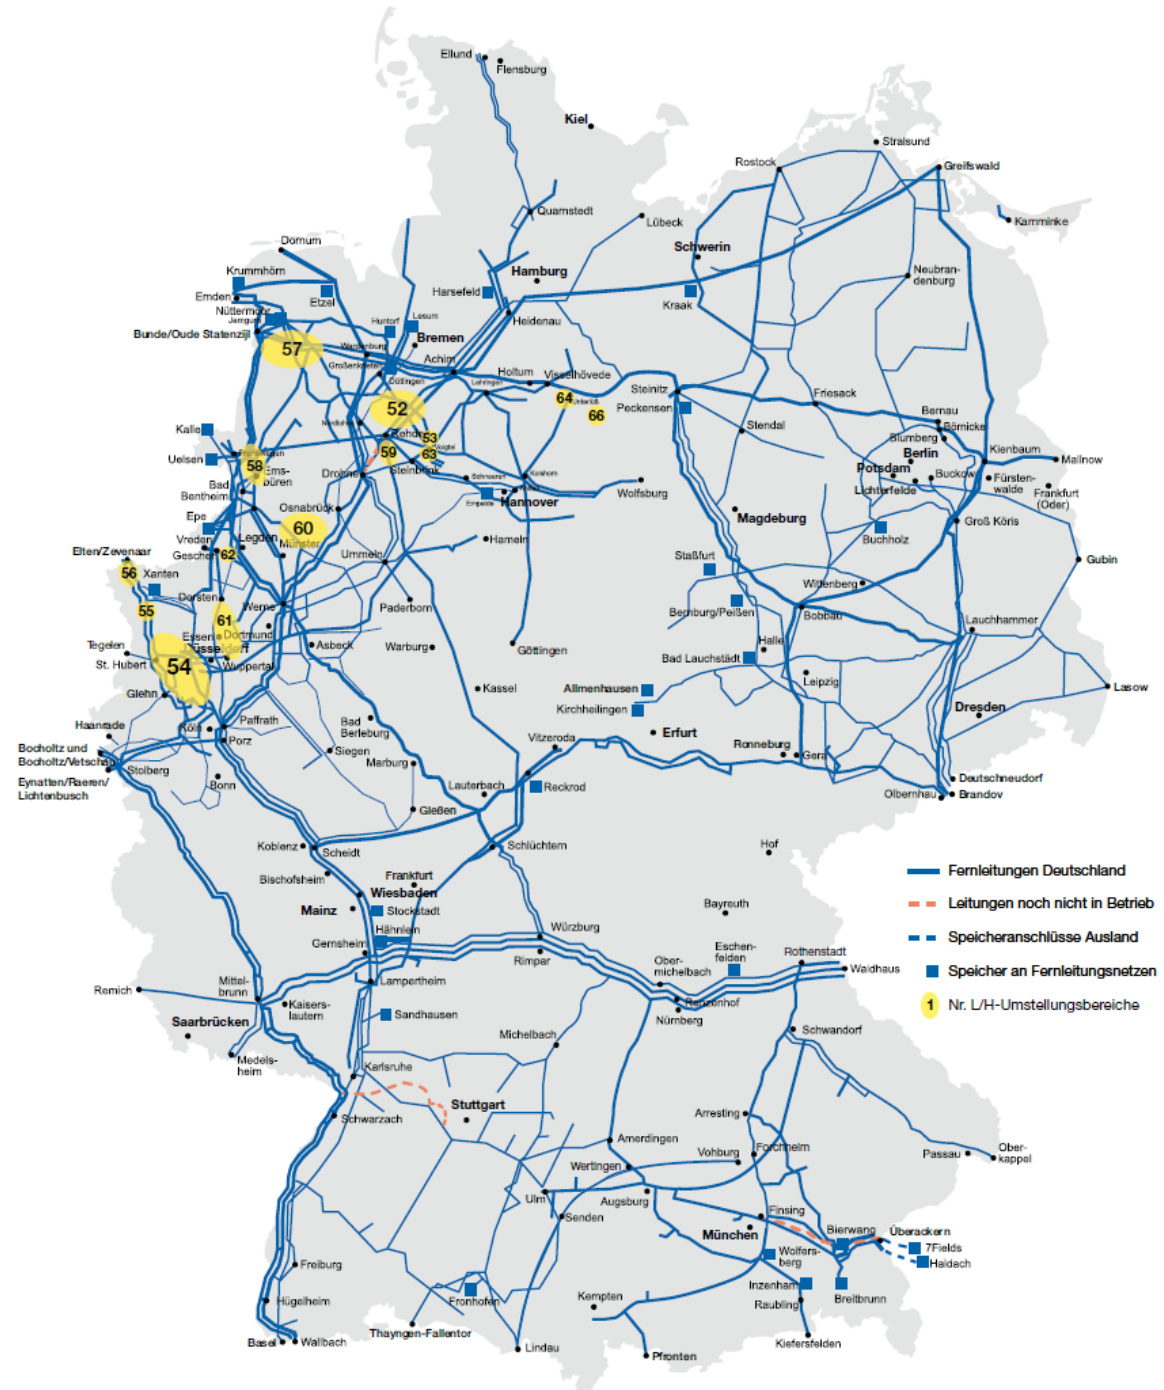 Ellund
Flensburg
Kiel
Stralsund
Rostock
Greifswald
Quarnstedt
Lübeck
Kamminke
Dornum
Schwerin
Krummhörn
Hamburg
Neubran-
denburg
Emden
Etzel
Harsefeld
Kraak
Nüttermoor
Jemgum
Huntorf
Lesum
Heidenau
Bunde/Oude Statenzijl
Bremen
Wardenburg
57
Achim
Großenkneten
Holtum
Visselhövede
Dötlingen
Steinitz
Friesack
64
Unterlüß
Peckensen
66
52
Bernau
Börnicke
Kalle
Rehden
53
Stendal
Blumberg
Berlin
Kienbaum
Mallnow
Uelsen
58
59
63
Steinbrink
Potsdam
Buckow
Fürsten-
walde
Ems-
büren
Drohne
Lichterfelde
Frankfurt
(Oder)
Bad
Bentheim
Wolfsburg
Hannover
Empelde
Osnabrück
Magdeburg
Groß Köris
Epe
60
Buchholz
Vreden
Legden
Münster
Hameln
Elten/Zevenaar
Gescher
62
Ummeln
Staßfurt
Gubin
56
Xanten
Wittenberg
Dorsten
Werne
Paderborn
Bernburg/Peißen
Bobbau
55
61
Lauchhammer
Essen
Dortmund
Tegelen
Düsseldorf
Asbeck
Warburg
Göttingen
Halle
St. Hubert
54
Wuppertal
Bad Lauchstädt
Leipzig
Glehn
Kassel
Allmenhausen
Lasow
Kirchheilingen
Dresden
Haanrade
Köln
Paffrath
Bad
Berleburg
Vitzeroda
Erfurt
Bocholtz und
Bocholtz/Vetschau
Porz
Siegen
Ronneburg
Gera
Stolberg
Marburg
Eynatten/Raeren/
Lichtenbusch
Bonn
Lauterbach
Reckrod
Deutschneudorf
Olbernhau
Brandov
Gießen
Koblenz
Scheidt
Schlüchtern
Hof
Bischofsheim
Frankfurt
Fernleitungen Deutschland
Wiesbaden
Mainz
Stockstadt
Bayreuth
Leitungen noch nicht in Betrieb
Hähnlein
Würzburg
Speicheranschlüsse Ausland
Gernsheim
Eschen-
felden
Rothenstadt
Rimpar
Ober-
michelbach
Waidhaus
Speicher an Fernleitungsnetzen
Mittel-
brunn
Lampertheim
Remich
Renzenhof
1 Nr. L/H-Umstellungsbereiche
Kaisers-
lautern
Sandhausen
Nürnberg
Saarbrücken
Michelbach
Schwandorf
Medels-
heim
Karlsruhe
Stuttgart
Schwarzach
Arresting
Amerdingen
Forchheim
Vohburg
Passau
Ober-
kappel
Wertingen
Ulm
Augsburg
Senden
Finsing
München
Bierwang
Überackern
7Fields
Wolfers-
berg
Haidach
Freiburg
Inzenham
Fronhofen
Kempten
Raubling
Breitbrunn
Hügelheim
Thayngen-Fallentor
Basel
Wallbach
Kiefersfelden
Lindau
Pfronten